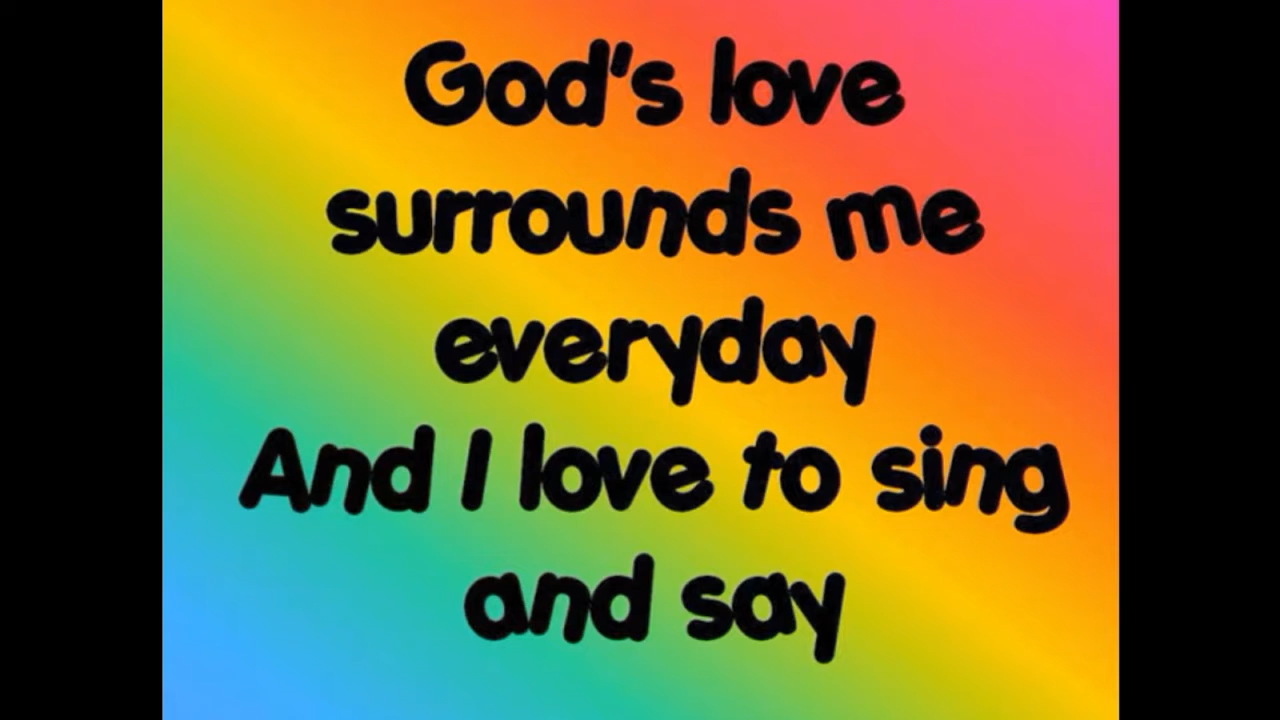 God's love
surrounds me
everyday
And I love to sing
and say